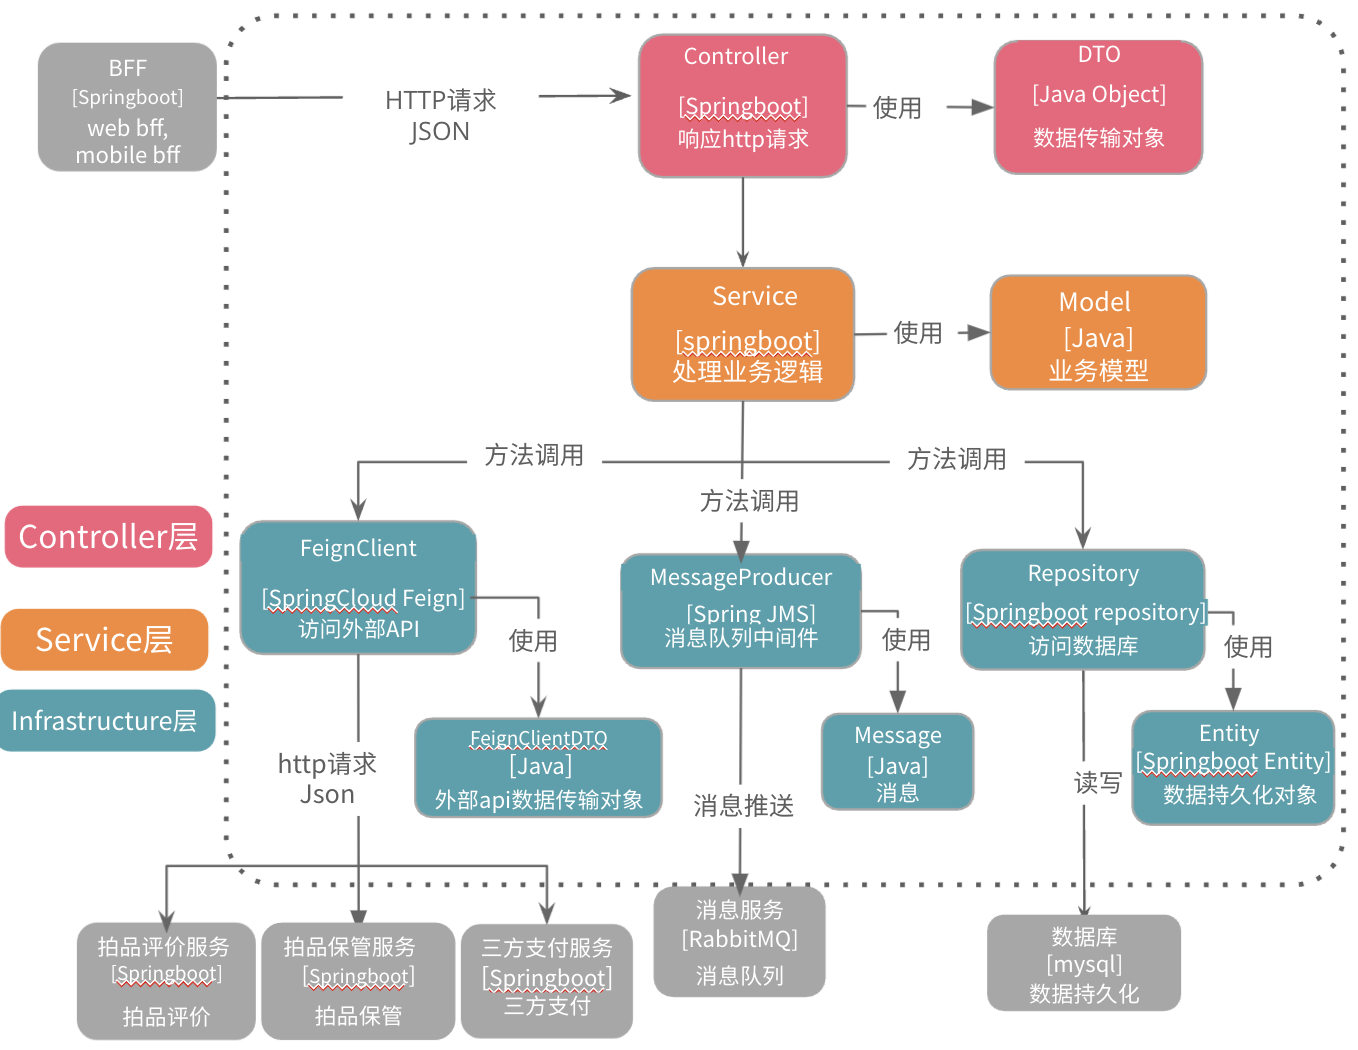 BFF
[Springboot]
web bff,
mobile bff
HTTP请求
JSON
Controller
[Springboot]
响应http请求
使用
DTO
[Java Object]
数据传输对象
Service
[springboot]
处理业务逻辑
使用
Model
[Java]
业务模型
方法调用
方法调用
方法调用
Controller层
Service层
Infrastructure层
FeignClient
[SpringCloud Feign]
访问外部API
使用
FeignClientDTO
[Java]
外部api数据传输对象
MessageProducer
[Spring JMS]
消息队列中间件
使用
Message
[Java]
消息
Repository
[Springboot repository]
访问数据库
使用
Entity
[Springboot Entity]
数据持久化对象
http请求
Json
消息推送
读写
拍品评价服务
[Springboot]
拍品评价
拍品保管服务
[Springboot]
拍品保管
三方支付服务
[Springboot]
三方支付
消息服务
[RabbitMQ]
消息队列
数据库
[mysql]
数据持久化